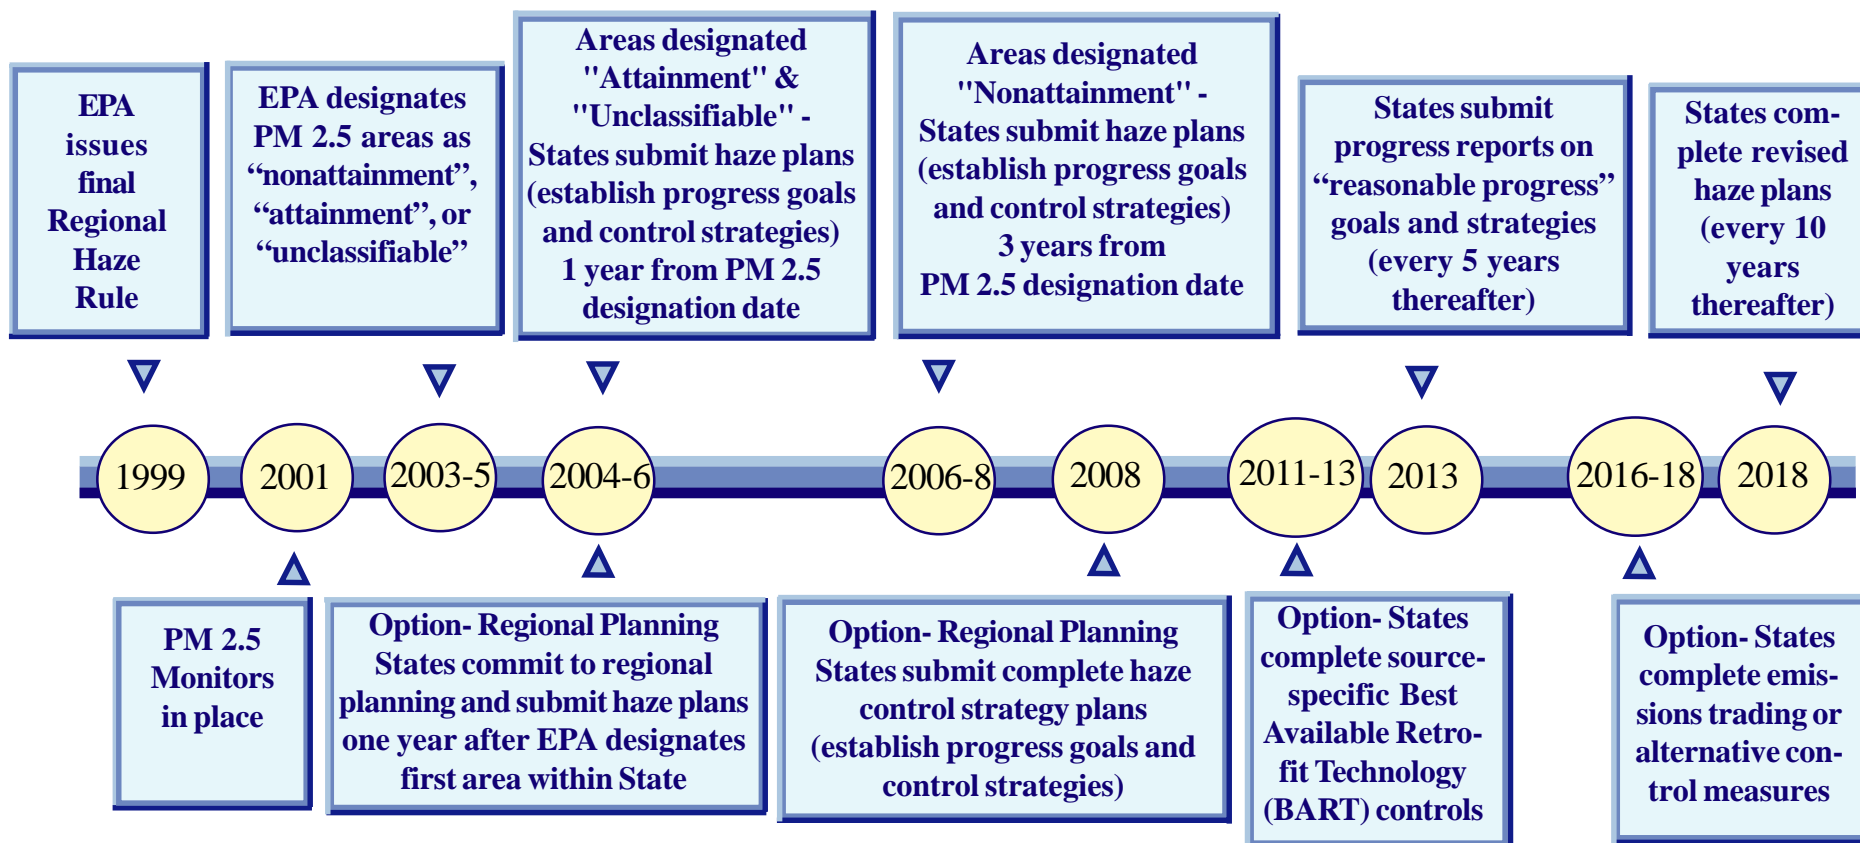 EPA
issues
final
Regional
Haze
Rule
EPA designates
PM 2.5 areas as
“nonattainment”,
“attainment”, or
“unclassifiable”
Areas designated
"Attainment" &
"Unclassifiable" -
States submit haze plans
(establish progress goals
and control strategies)
1 year from PM 2.5
designation date
Areas designated
"Nonattainment" -
States submit haze plans
(establish progress goals
and control strategies)
3 years from
PM 2.5 designation date
States submit
progress reports on
“reasonable progress”
goals and strategies
(every 5 years
thereafter)
States com-
plete revised
haze plans
(every 10
years
thereafter)
1999
2001
2003-5
2004-6
2006-8
2008
2011-13
2013
2016-18
2018
PM 2.5
Monitors
in place
Option- Regional Planning
States commit to regional
planning and submit haze plans
one year after EPA designates
first area within State
Option- Regional Planning
States submit complete haze
control strategy plans
(establish progress goals and
control strategies)
Option- States
complete source-
specific Best
Available Retro-
fit Technology
(BART) controls
Option- States
complete emis-
sions trading or
alternative con-
trol measures